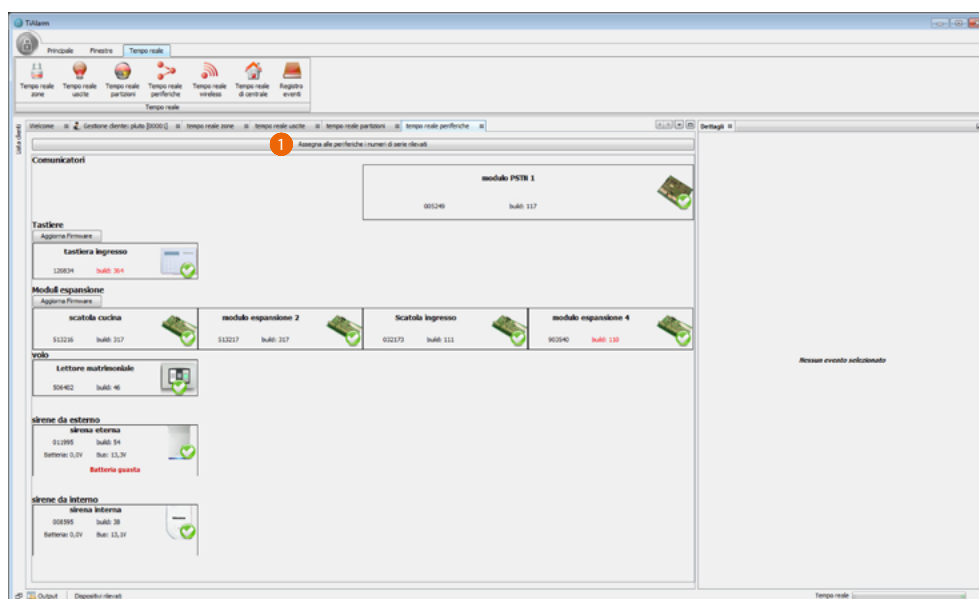 TiAlarm
Principale Finestre Tempo reale
Tempo reale zone
Tempo reale uscite
Tempo reale partizioni
Tempo reale periferiche
Tempo reale wireless
Tempo reale di centrale
Registro eventi
Tempo reale
Lista clienti
Welcome
Gestione cliente: pluto [0000:]
tempo reale zone
tempo reale uscite
tempo reale partizioni
tempo reale periferiche
Dettagli
1
Assegna alle periferiche i numeri di serie rilevati
Comunicatori
modulo PSTN 1
005249 build: 117
Tastiere
Aggiorna Firmware
tastiera ingresso
120834 build: 364
Moduli espansione
Aggiorna Firmware
scatola cucina
513216 build: 317
modulo espansione 2
513217 build: 317
Scatola ingresso
032173 build: 111
modulo espansione 4
903540 build: 110
volo
Lettore matrimoniale
506402 build: 46
Nessun evento selezionato
sirene da esterno
sirena eterna
011995 build: 54
Batteria: 0,0V Bus: 13,3V
Batteria guasta
sirene da interno
sirena interna
008595 build: 38
Batteria: 0,0V Bus: 13,1V
Output
Dispositivi rilevati
Tempo reale